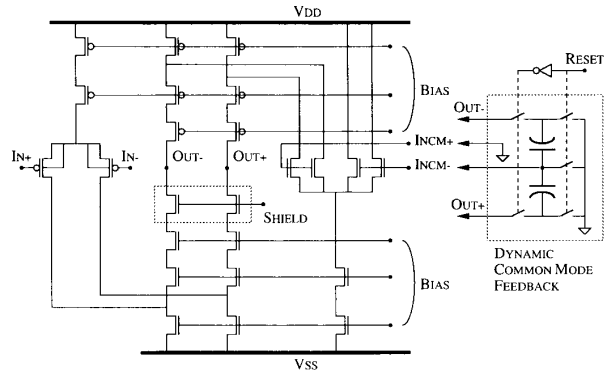 VDD
RESET
BIAS
OUT-
INCM+
IN+
IN-
OUT-
OUT+
INCM-
OUT+
SHIELD
DYNAMIC
COMMON MODE
FEEDBACK
BIAS
VSS